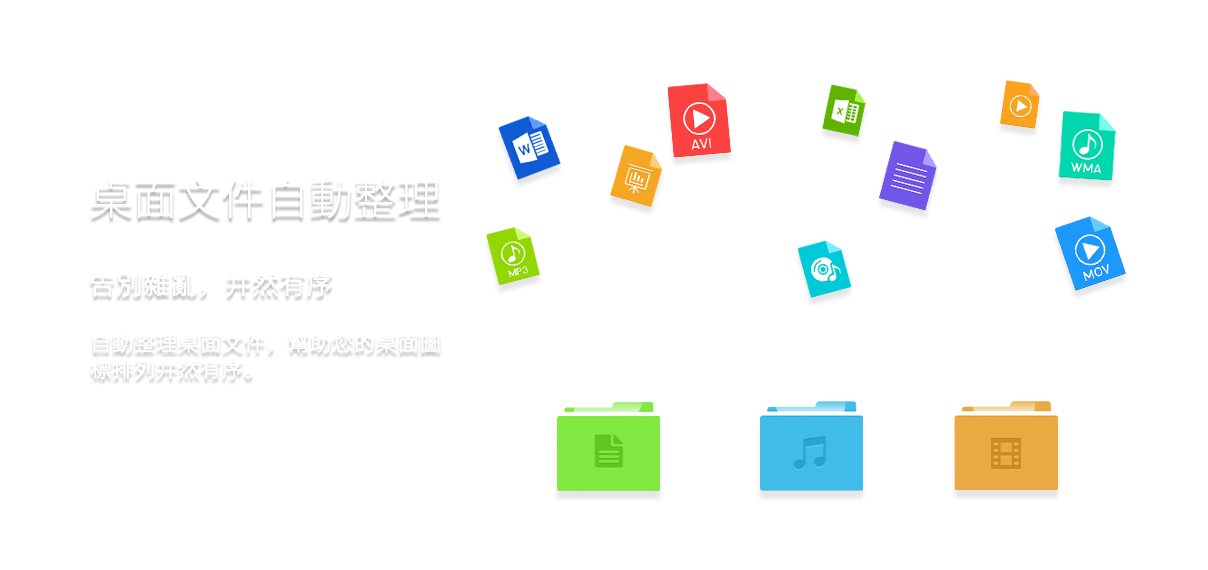 桌面文件自動整理
告別雜亂，井然有序
自動整理桌面文件，幫助您的桌面圖
標排列井然有序。
W
AVI
X
WMA
MP3
MOV